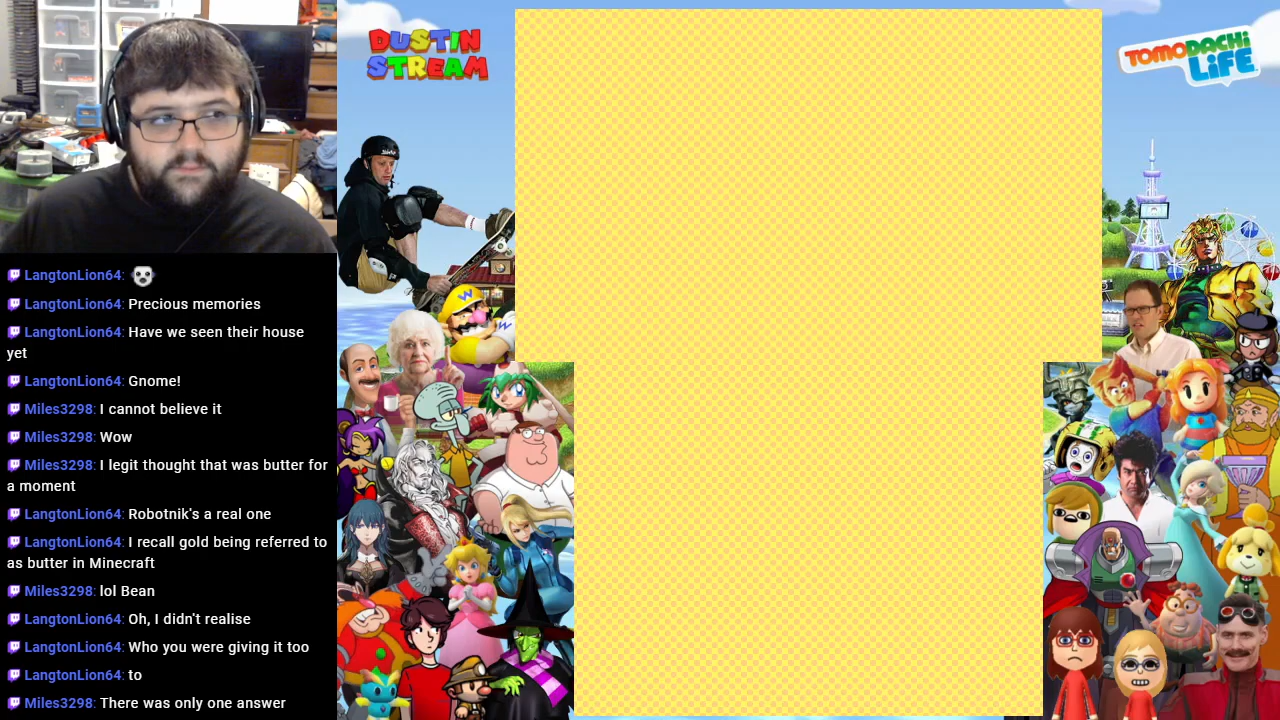 DUSTIN
STREAM
TOMODACHi
LiFE
LangtonLion64:
LangtonLion64: Precious memories
LangtonLion64: Have we seen their house
yet
LangtonLion64: Gnome!
Miles3298: I cannot believe it
Miles3298: Wow
Miles3298: I legit thought that was butter for
a moment
LangtonLion64: Robotnik's a real one
LangtonLion64: I recall gold being referred to
as butter in Minecraft
Miles3298: lol Bean
LangtonLion64: Oh, I didn't realise
LangtonLion64: Who you were giving it too
LangtonLion64: to
Miles3298: There was only one answer
W
W